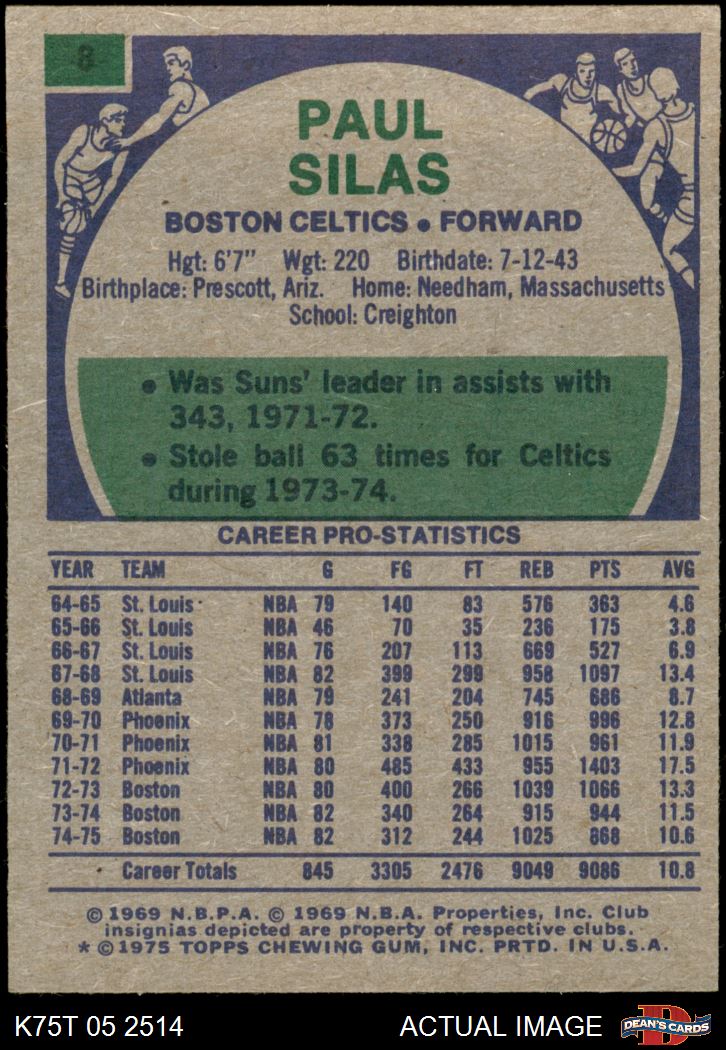 8
PAUL
SILAS
BOSTON CELTICS • FORWARD
Hgt: 6'7" Wgt: 220 Birthdate: 7-12-43
Birthplace: Prescott, Ariz. Home: Needham, Massachusetts
School: Creighton
• Was Suns' leader in assists with
343, 1971-72.
• Stole ball 63 times for Celtics
during 1973-74.
CAREER PRO-STATISTICS
YEAR TEAM G FG FT REB PTS AVG
64-65 St. Louis NBA 79 140 83 576 363 4.6
65-66 St. Louis NBA 46 70 35 236 175 3.8
66-67 St. Louis NBA 76 207 113 669 527 6.9
67-68 St. Louis NBA 82 399 299 958 1097 13.4
68-69 Atlanta NBA 79 241 204 745 686 8.7
69-70 Phoenix NBA 78 373 250 916 996 12.8
70-71 Phoenix NBA 81 338 285 1015 961 11.9
71-72 Phoenix NBA 80 485 433 955 1403 17.5
72-73 Boston NBA 80 400 266 1039 1066 13.3
73-74 Boston NBA 82 340 264 915 944 11.5
74-75 Boston NBA 82 312 244 1025 868 10.6
Career Totals 845 3305 2476 9049 9086 10.8
© 1969 N.B.P.A. © 1969 N.B.A. Properties, Inc. Club
insignias depicted are property of respective clubs.
* © 1975 TOPPS CHEWING GUM, INC. PRTD. IN U.S.A.
K75T 05 2514 ACTUAL IMAGE D DEAN'S CARDS